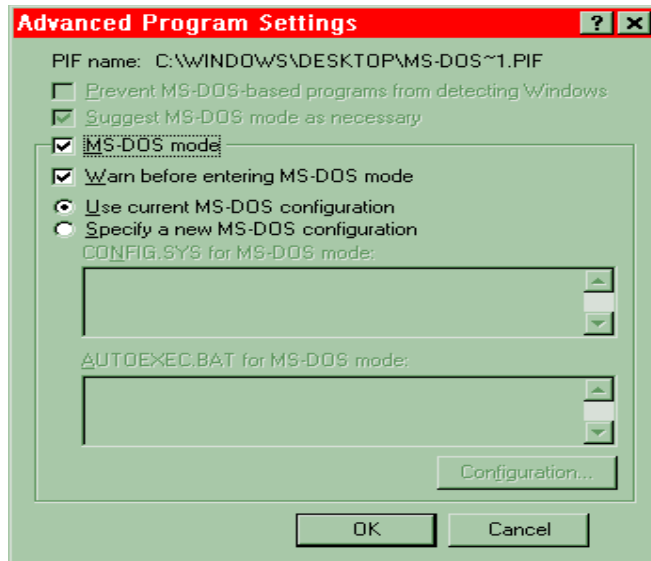 Advanced Program Settings
PIF name: C:\WINDOWS\DESKTOP\MS-DOS~1.PIF
Prevent MS-DOS-based programs from detecting Windows
Suggest MS-DOS mode as necessary
MS-DOS mode
Warn before entering MS-DOS mode
Use current MS-DOS configuration
Specify a new MS-DOS configuration
CONFIG.SYS for MS-DOS mode:
AUTOEXEC.BAT for MS-DOS mode:
Configuration...
OK Cancel